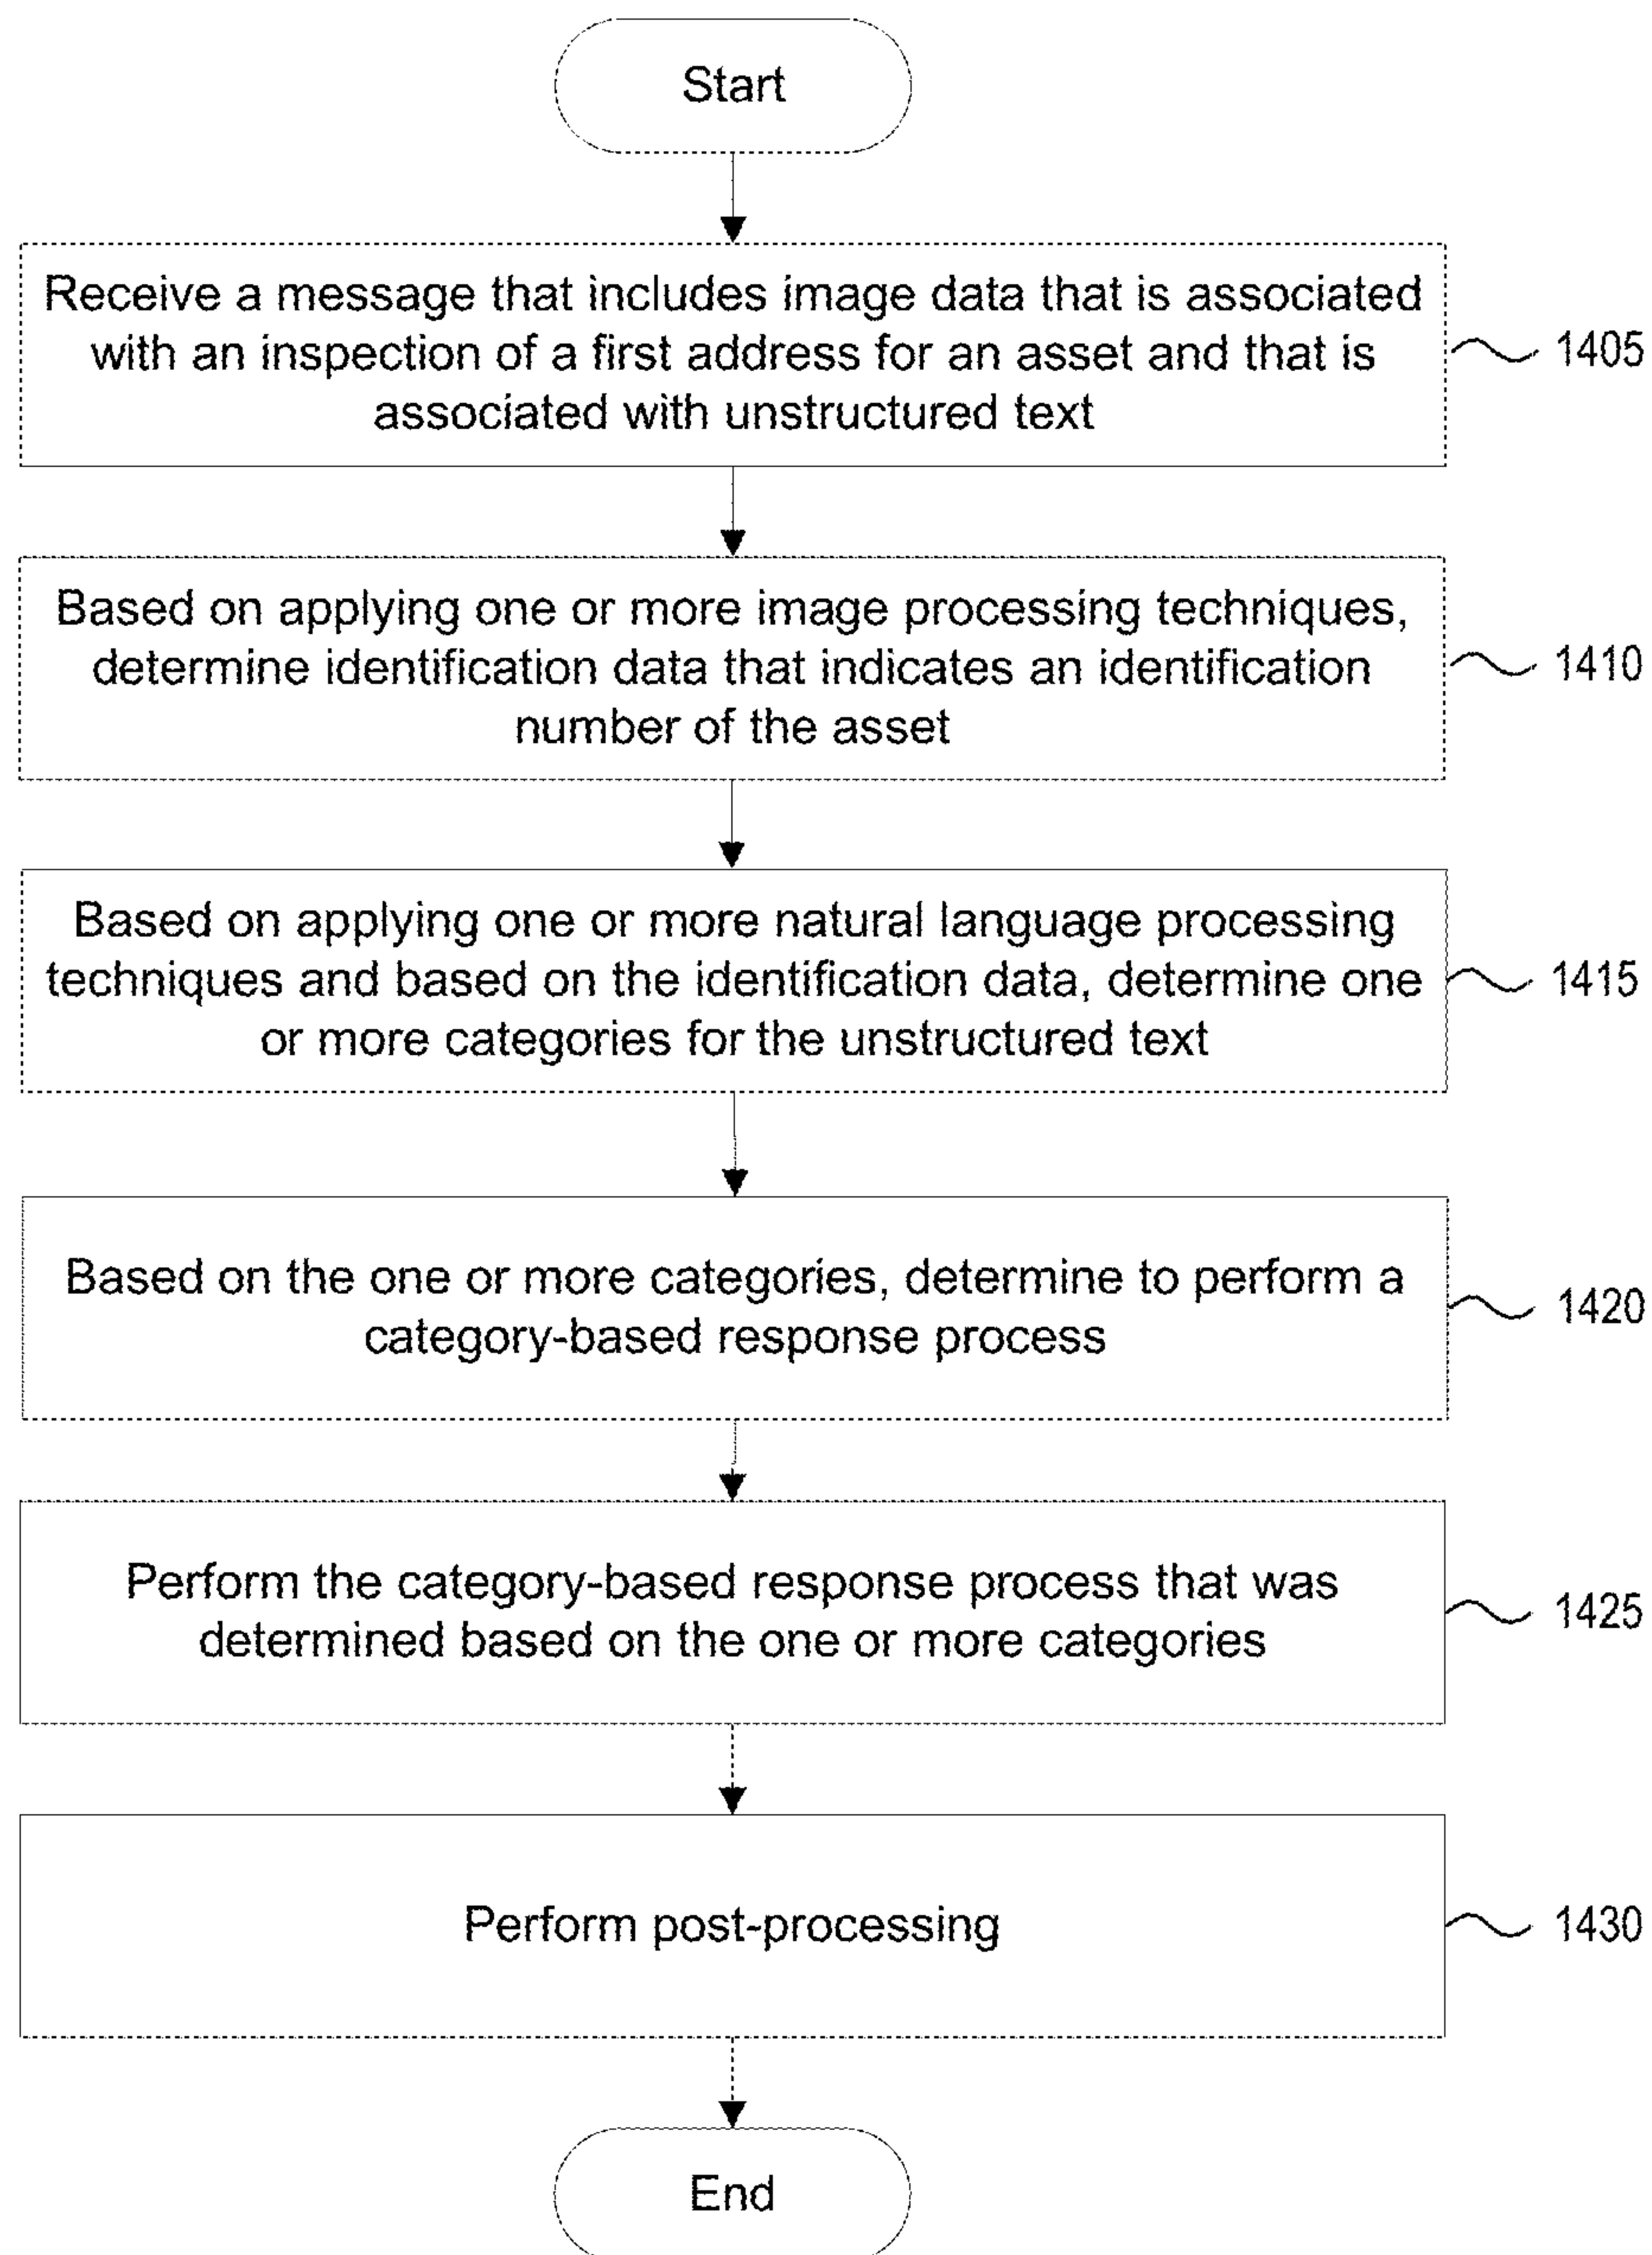 Start
Receive a message that includes image data that is associated
with an inspection of a first address for an asset and that is
associated with unstructured text
1405
Based on applying one or more image processing techniques,
determine identification data that indicates an identification
number of the asset
1410
Based on applying one or more natural language processing
techniques and based on the identification data, determine one
or more categories for the unstructured text
1415
Based on the one or more categories, determine to perform a
category-based response process
1420
Perform the category-based response process that was
determined based on the one or more categories
1425
Perform post-processing
1430
End